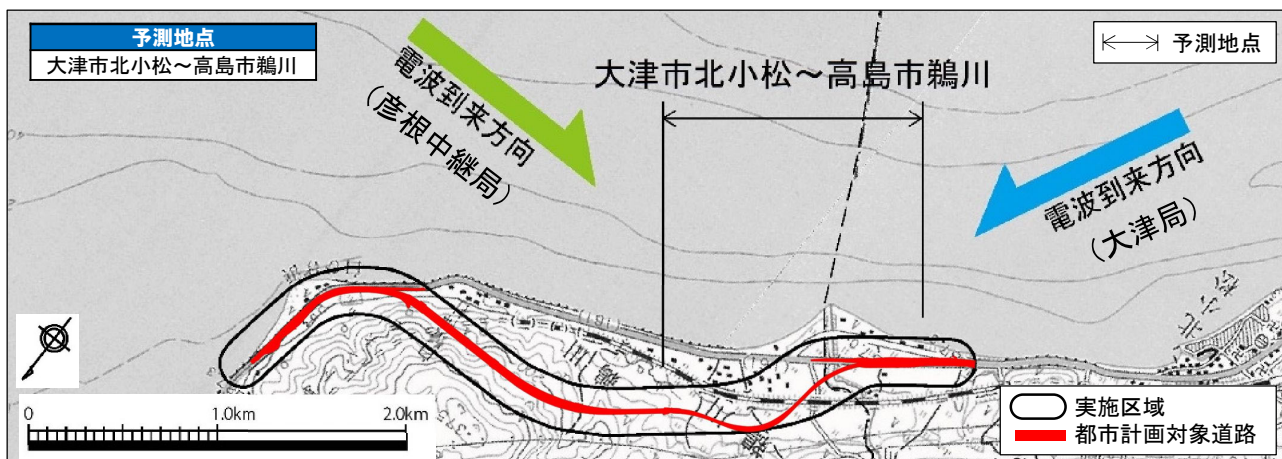 予測地点
大津市北小松～高島市鵜川
予測地点
大津市北小松～高島市鵜川
電波到来方向
（彦根中継局）
電波到来方向
（大津局）
北小松
0
1.0km
2.0km
実施区域
都市計画対象道路